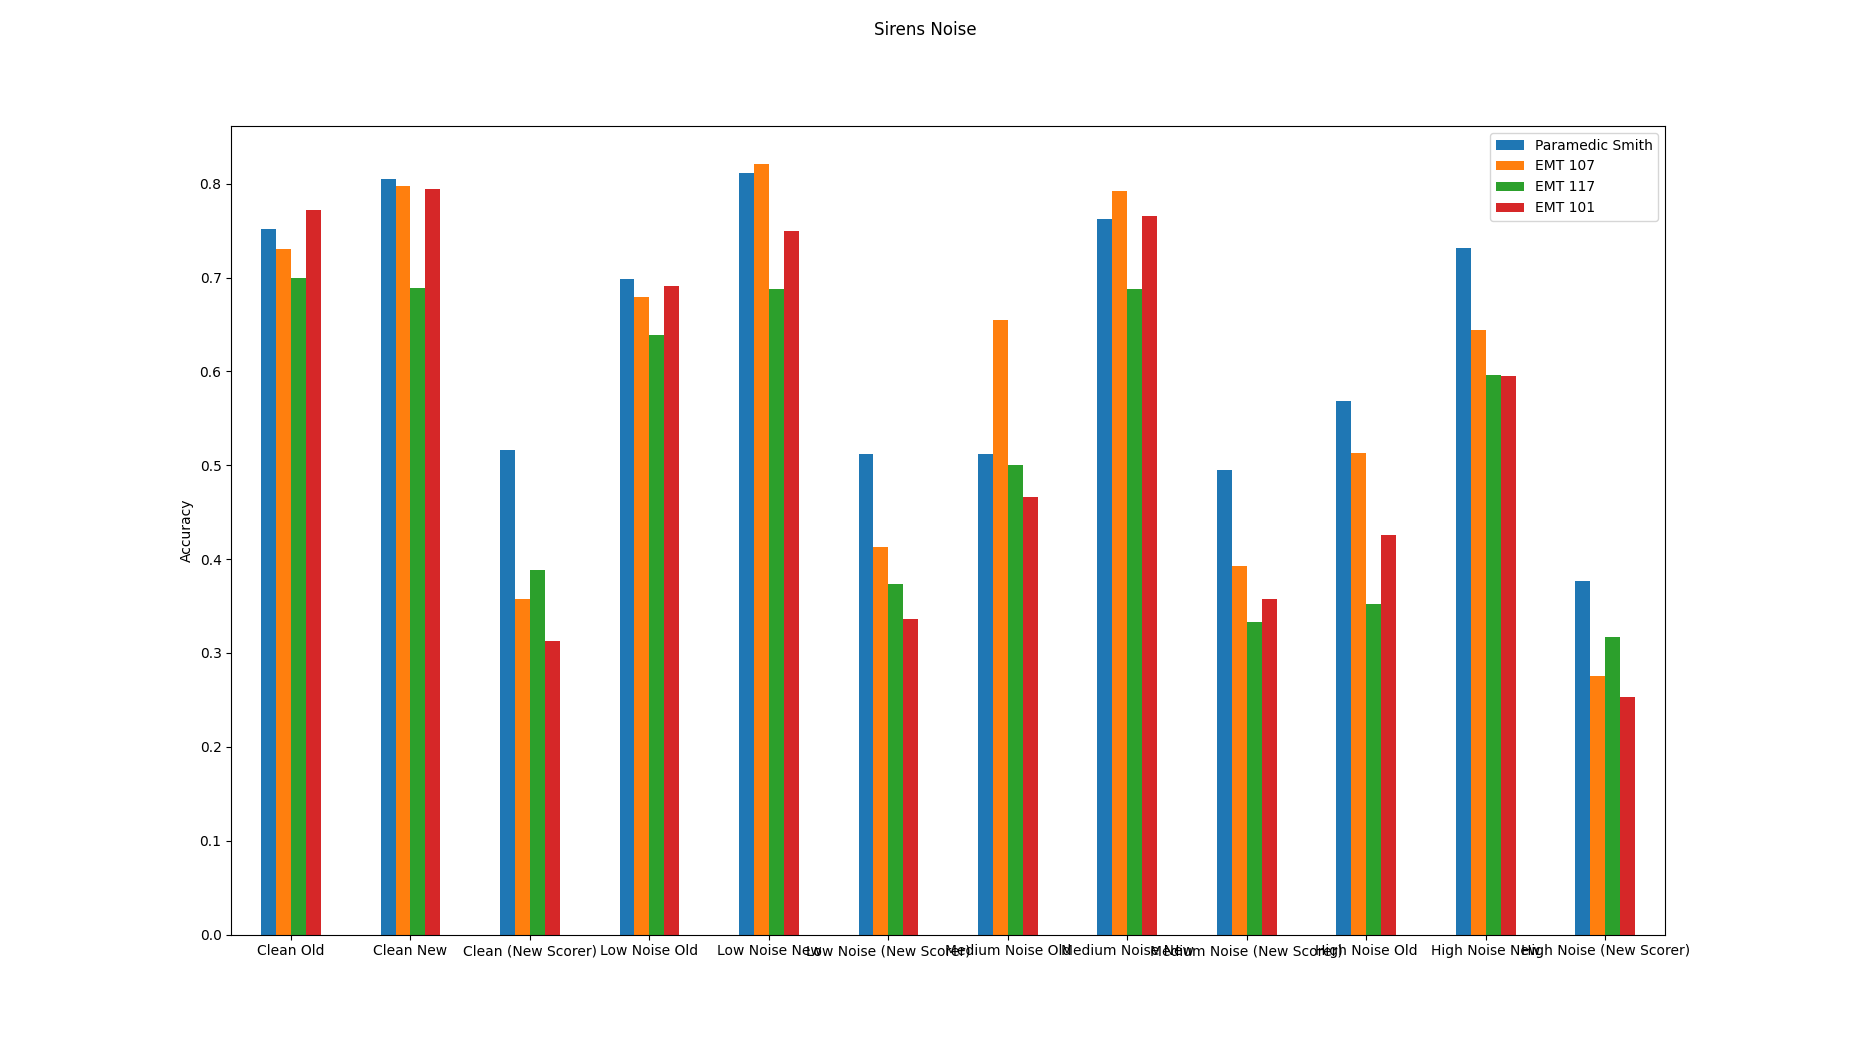 Sirens Noise
Paramedic Smith
EMT 107
EMT 117
EMT 101
0.8
0.7
0.6
0.5
0.4
0.3
0.2
0.1
0.0
Accuracy
Clean Old
Clean New
Clean (New Scorer)
Low Noise Old
Low Noise New
Low Noise (New Scorer)
Medium Noise Old
Medium Noise New
Medium Noise (New Scorer)
High Noise Old
High Noise New
High Noise (New Scorer)